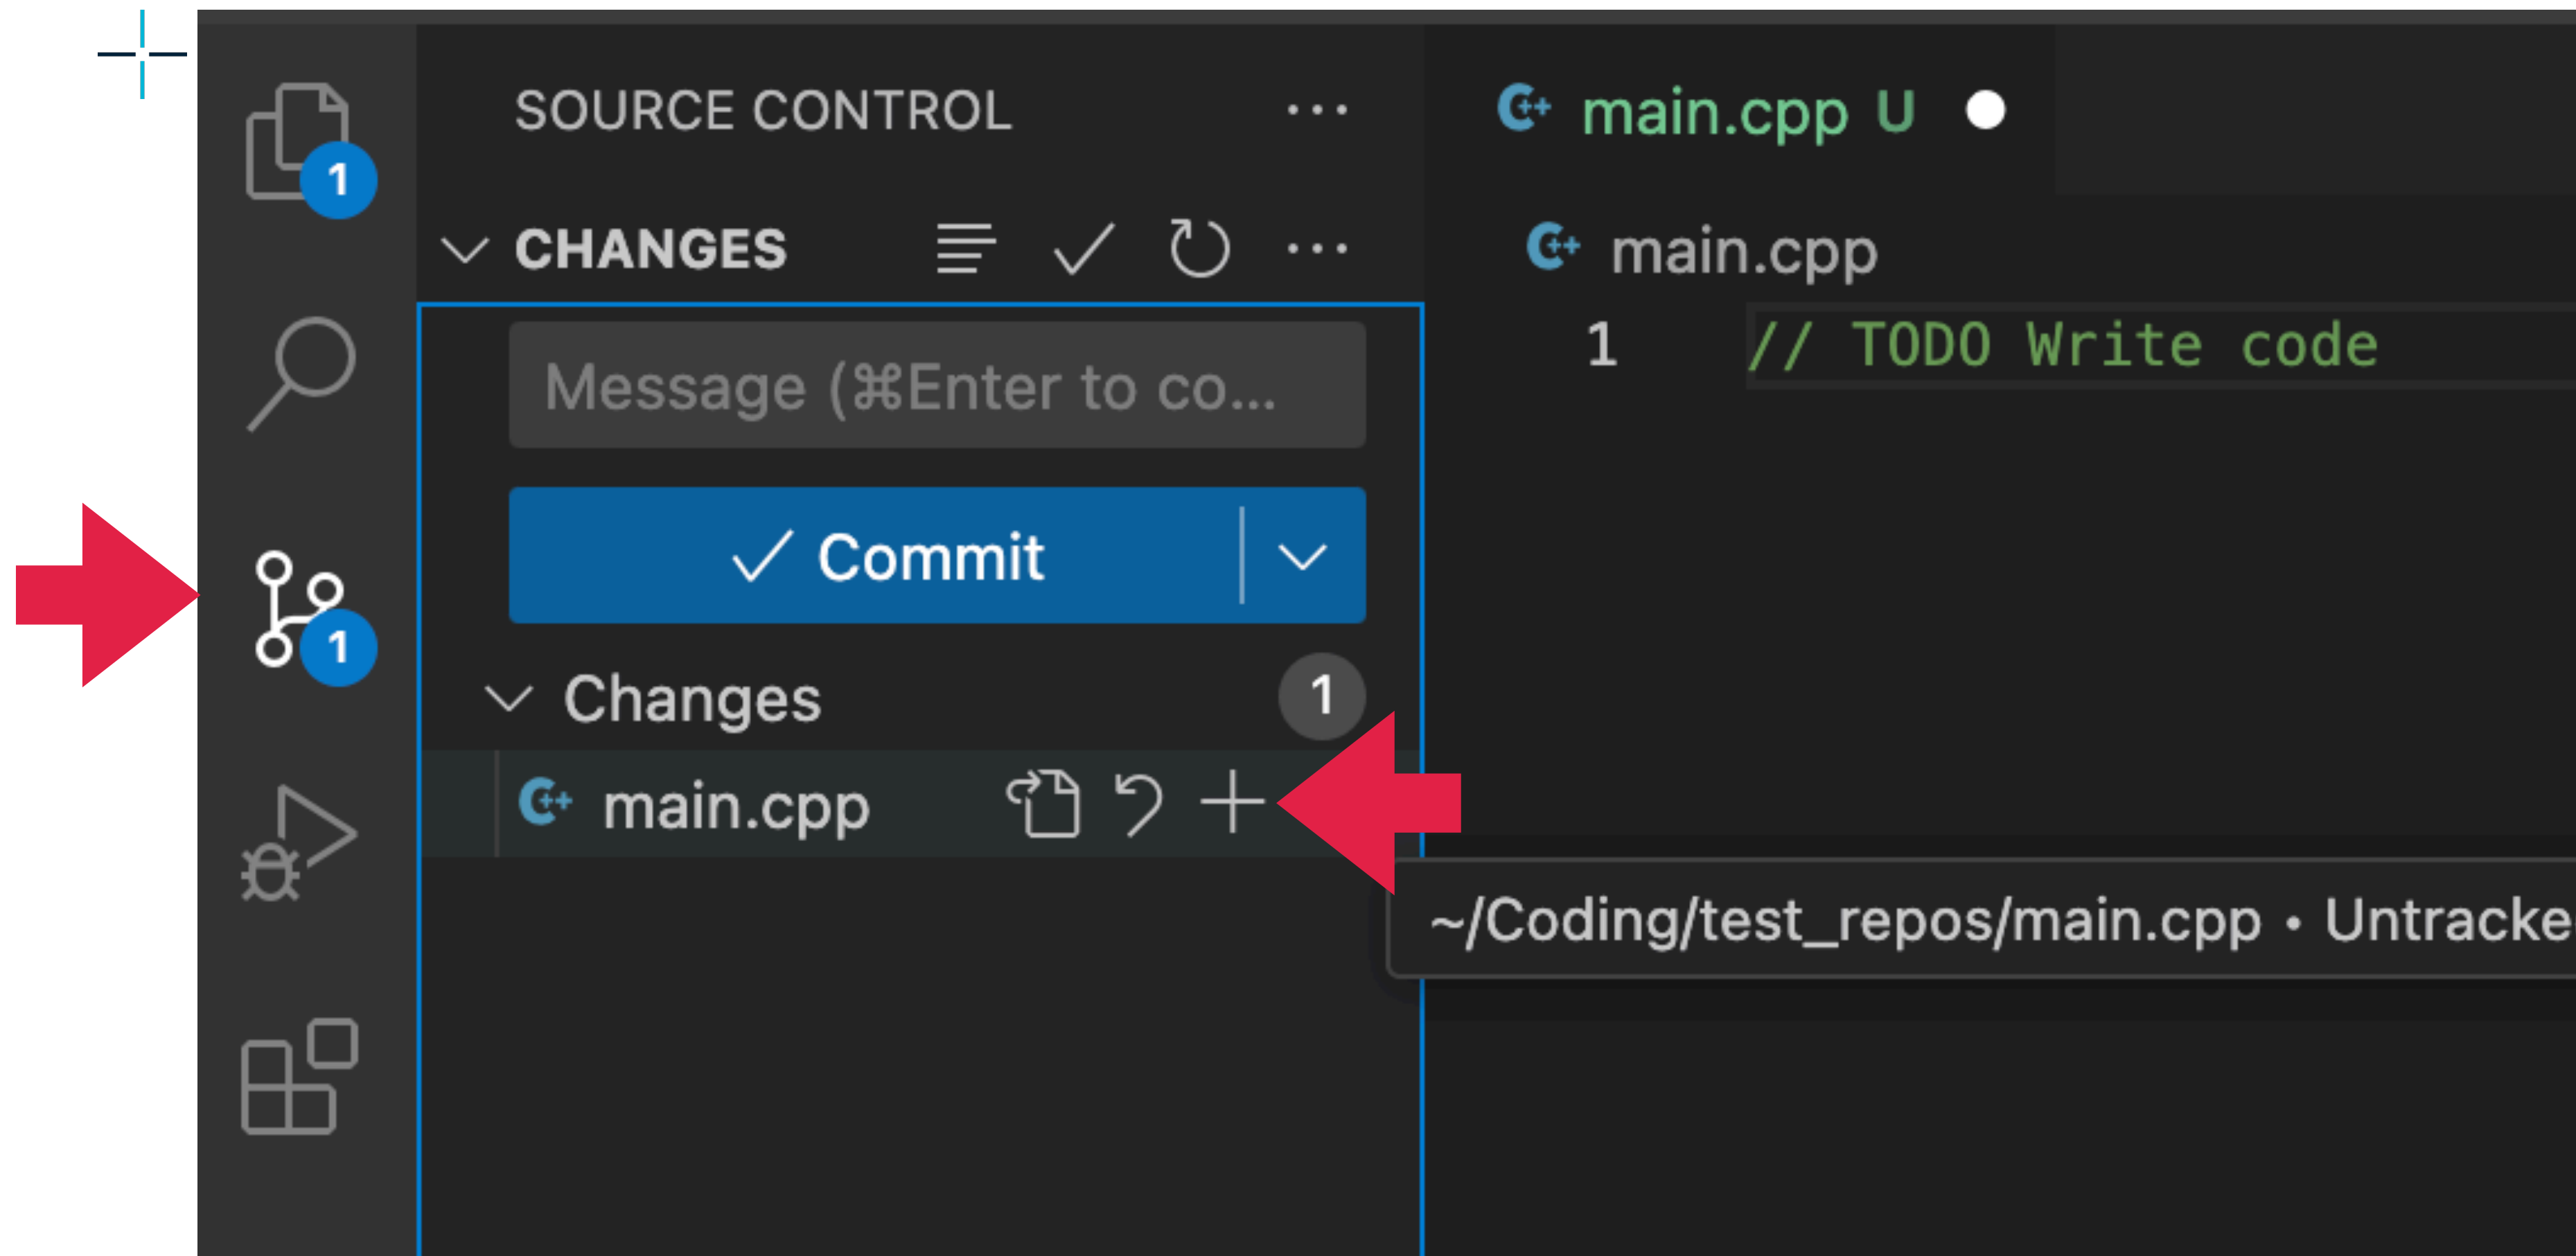 SOURCE CONTROL
CHANGES
Message (⌘Enter to co...
Commit
Changes 1
main.cpp
1
1
main.cpp U
main.cpp
1 // TODO Write code
~/Coding/test_repos/main.cpp • Untracke